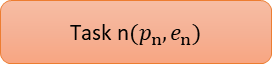 Task n(pₙ, eₙ)